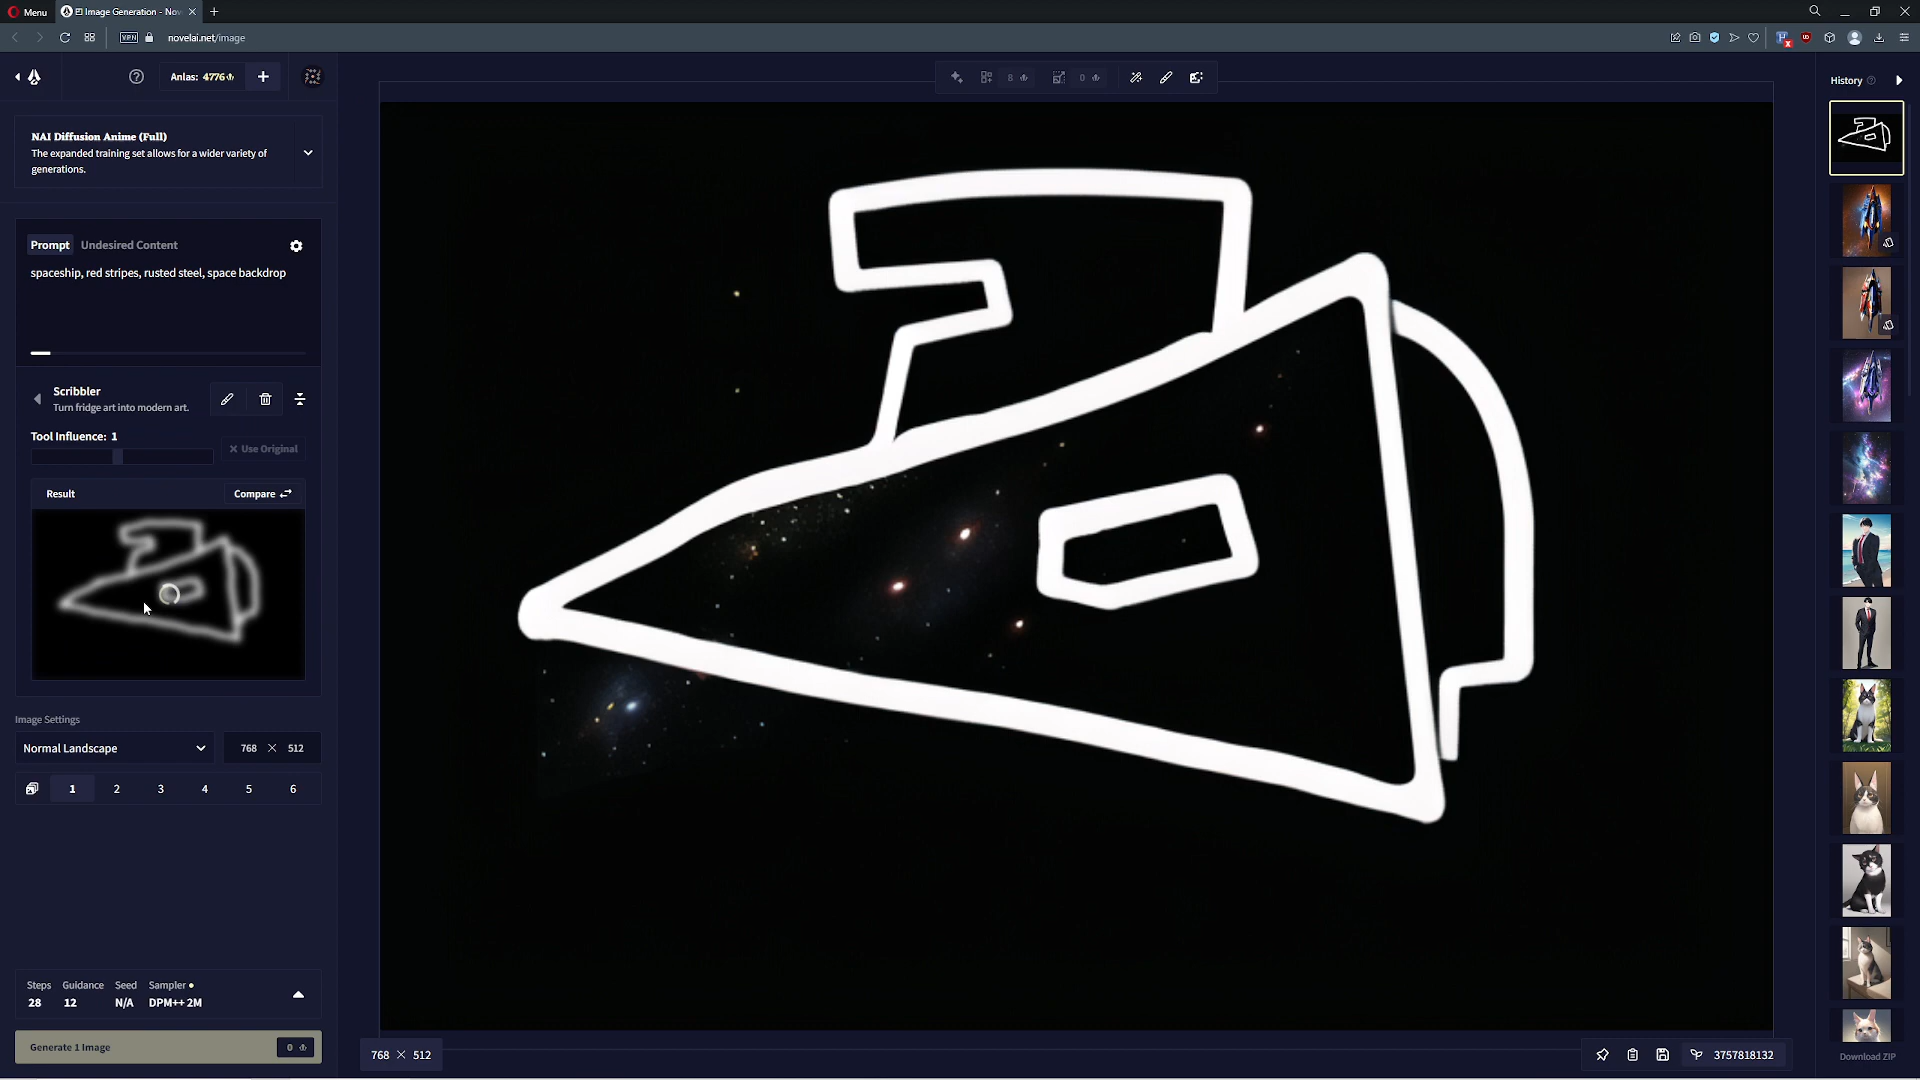 Menu
Image Generation - Nov
novelai.net/image
VPN
Anlas: 4776
8
0
History
NAI Diffusion Anime (Full)
The expanded training set allows for a wider variety of
generations.
Prompt
Undesired Content
spaceship, red stripes, rusted steel, space backdrop
Scribbler
Turn fridge art into modern art.
Tool Influence: 1
Use Original
Result
Compare
Image Settings
Normal Landscape
768 × 512
1 2 3 4 5 6
Steps Guidance Seed Sampler
28 12 N/A DPM++ 2M
Generate 1 Image
0
768 × 512
3757818132
Download ZIP